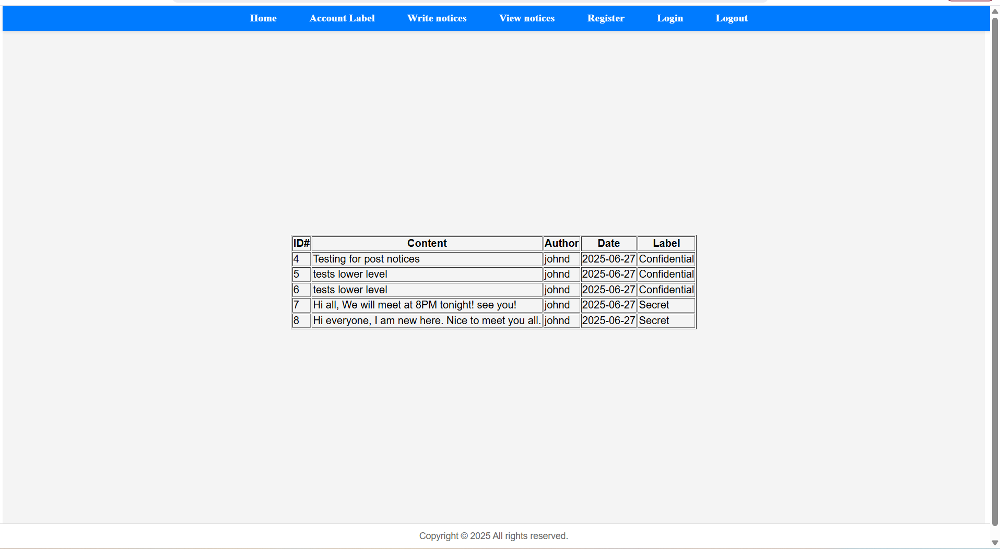 Home Account Label Write notices View notices Register Login Logout
ID# Content Author Date Label
4 Testing for post notices johnd 2025-06-27 Confidential
5 tests lower level johnd 2025-06-27 Confidential
6 tests lower level johnd 2025-06-27 Confidential
7 Hi all, We will meet at 8PM tonight! see you! johnd 2025-06-27 Secret
8 Hi everyone, I am new here. Nice to meet you all. johnd 2025-06-27 Secret
Copyright © 2025 All rights reserved.